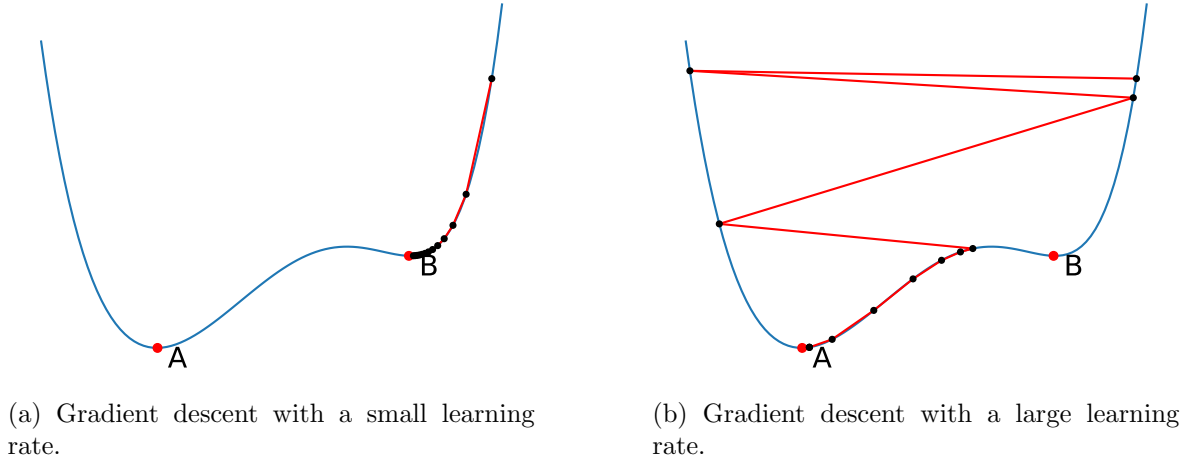 A
B
(a) Gradient descent with a small learning
rate.
A
B
(b) Gradient descent with a large learning
rate.